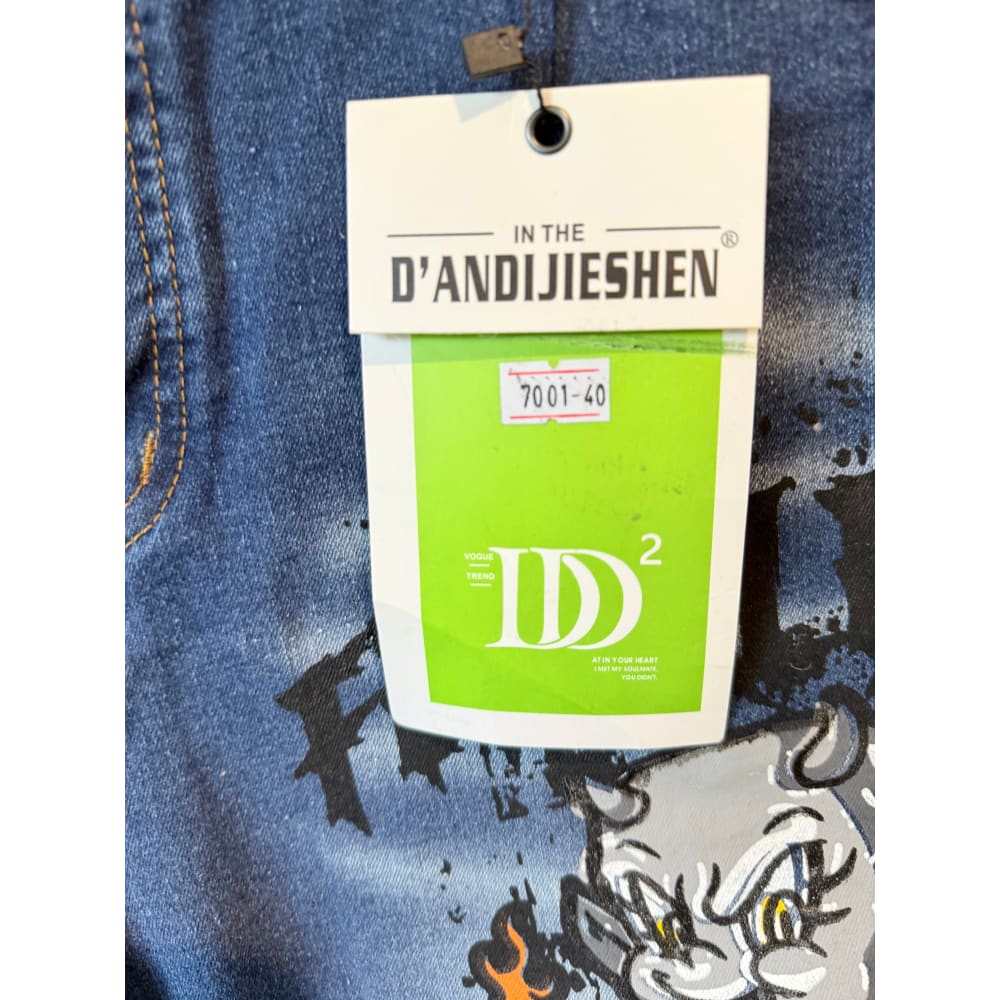 IN THE
D'ANDIJIESHEN®
7001-40
VOGUE
TREND
DD²
AT IN YOUR HEART
I MET MY SOULMATE.
YOU DIDN'T.